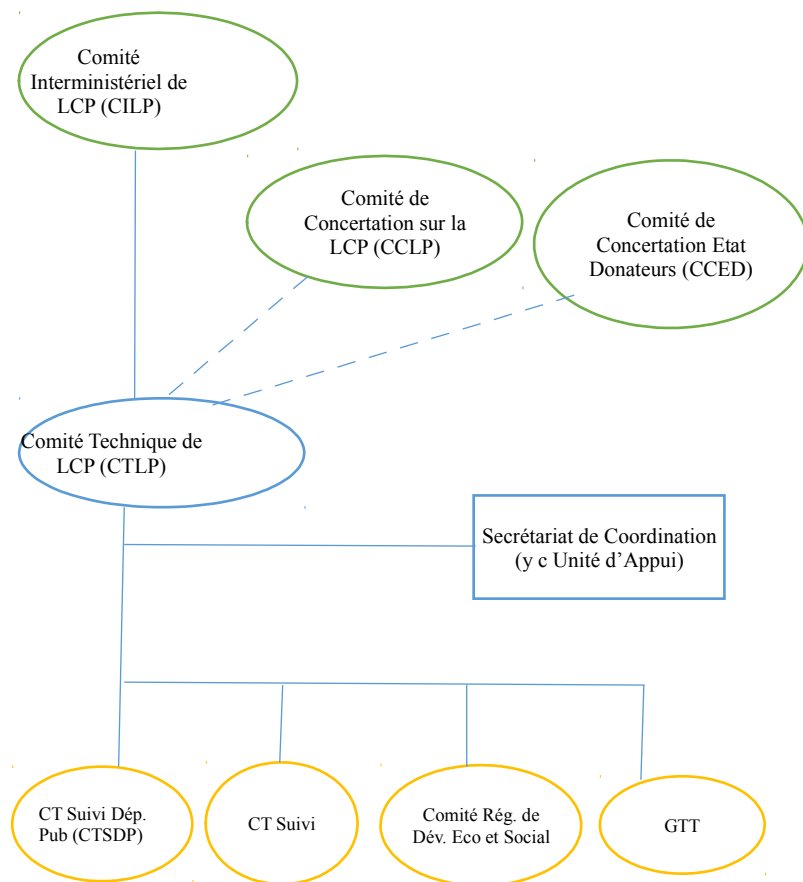 Comité
Interministériel de
LCP (CILP)
Comité de
Concertation sur la
LCP (CCLP)
Comité de
Concertation Etat
Donateurs (CCED)
Comité Technique de
LCP (CTLP)
Secrétariat de Coordination
(y c Unité d’Appui)
CT Suivi Dép.
Pub (CTSDP)
CT Suivi
Comité Rég. de
Dév. Eco et Social
GTT